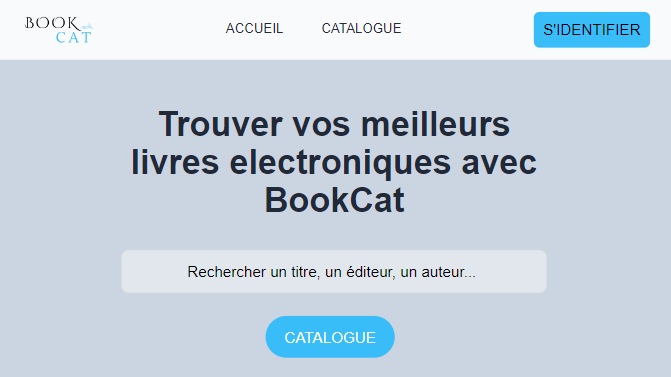 BOOK
CAT
ACCUEIL CATALOGUE S'IDENTIFIER
Trouver vos meilleurs
livres electroniques avec
BookCat
Rechercher un titre, un éditeur, un auteur...
CATALOGUE